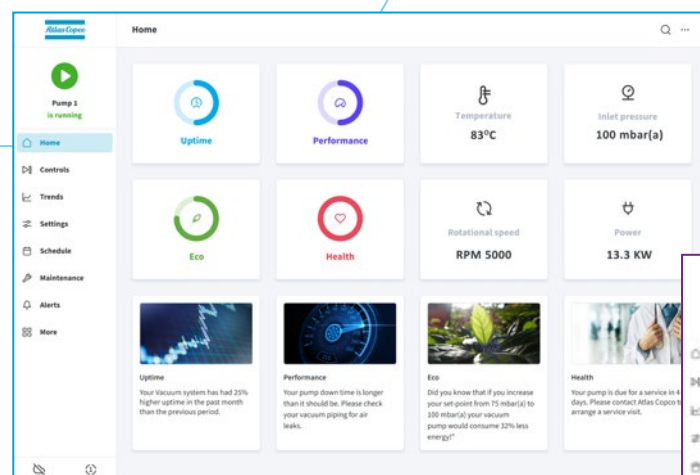 Atlas Copco
Home
Pump 1
is running
Home
Controls
Trends
Settings
Schedule
Maintenance
Alerts
More
Uptime
Performance
Temperature
83°C
Inlet pressure
100 mbar(a)
Eco
Health
Rotational speed
RPM 5000
Power
13.3 KW
Uptime
Your Vacuum system has had 25%
higher uptime in the past month
than the previous period.
Performance
Your pump down time is longer
than it should be. Please check
your vacuum piping for air
leaks.
Eco
Did you know that if you increase
your set-point from 75 mbar(a) to
100 mbar(a) your vacuum
pump would consume 32% less
energy!"
Health
Your pump is due for a service in 4
days. Please contact Atlas Copco to
arrange a service visit.